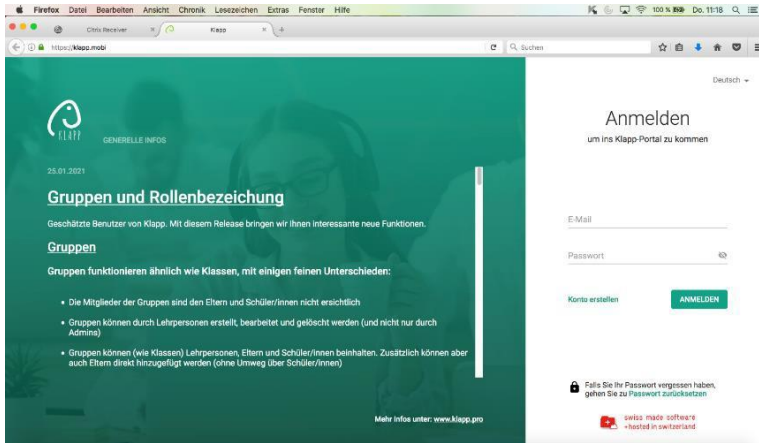 Firefox Datei Bearbeiten Ansicht Chronik Lesezeichen Extras Fenster Hilfe
100 % Do. 11:18
Citrix Receiver
Klapp
https://klapp.mobi
Suchen
Deutsch
KLAPP
GENERELLE INFOS
25.01.2021
Gruppen und Rollenbezeichung
Geschätzte Benutzer von Klapp. Mit diesem Release bringen wir Ihnen interessante neue Funktionen.
Gruppen
Gruppen funktionieren ähnlich wie Klassen, mit einigen feinen Unterschieden:
• Die Mitglieder der Gruppen sind den Eltern und Schüler/innen nicht ersichtlich
• Gruppen können durch Lehrpersonen erstellt, bearbeitet und gelöscht werden (und nicht nur durch
Admins)
• Gruppen können (wie Klassen) Lehrpersonen, Eltern und Schüler/innen beinhalten. Zusätzlich können aber
auch Eltern direkt hinzugefügt werden (ohne Umweg über Schüler/innen)
Mehr Infos unter: www.klapp.pro
Anmelden
um ins Klapp-Portal zu kommen
E-Mail
Passwort
Konto erstellen
ANMELDEN
Falls Sie Ihr Passwort vergessen haben,
gehen Sie zu Passwort zurücksetzen
swiss made software
+hosted in switzerland